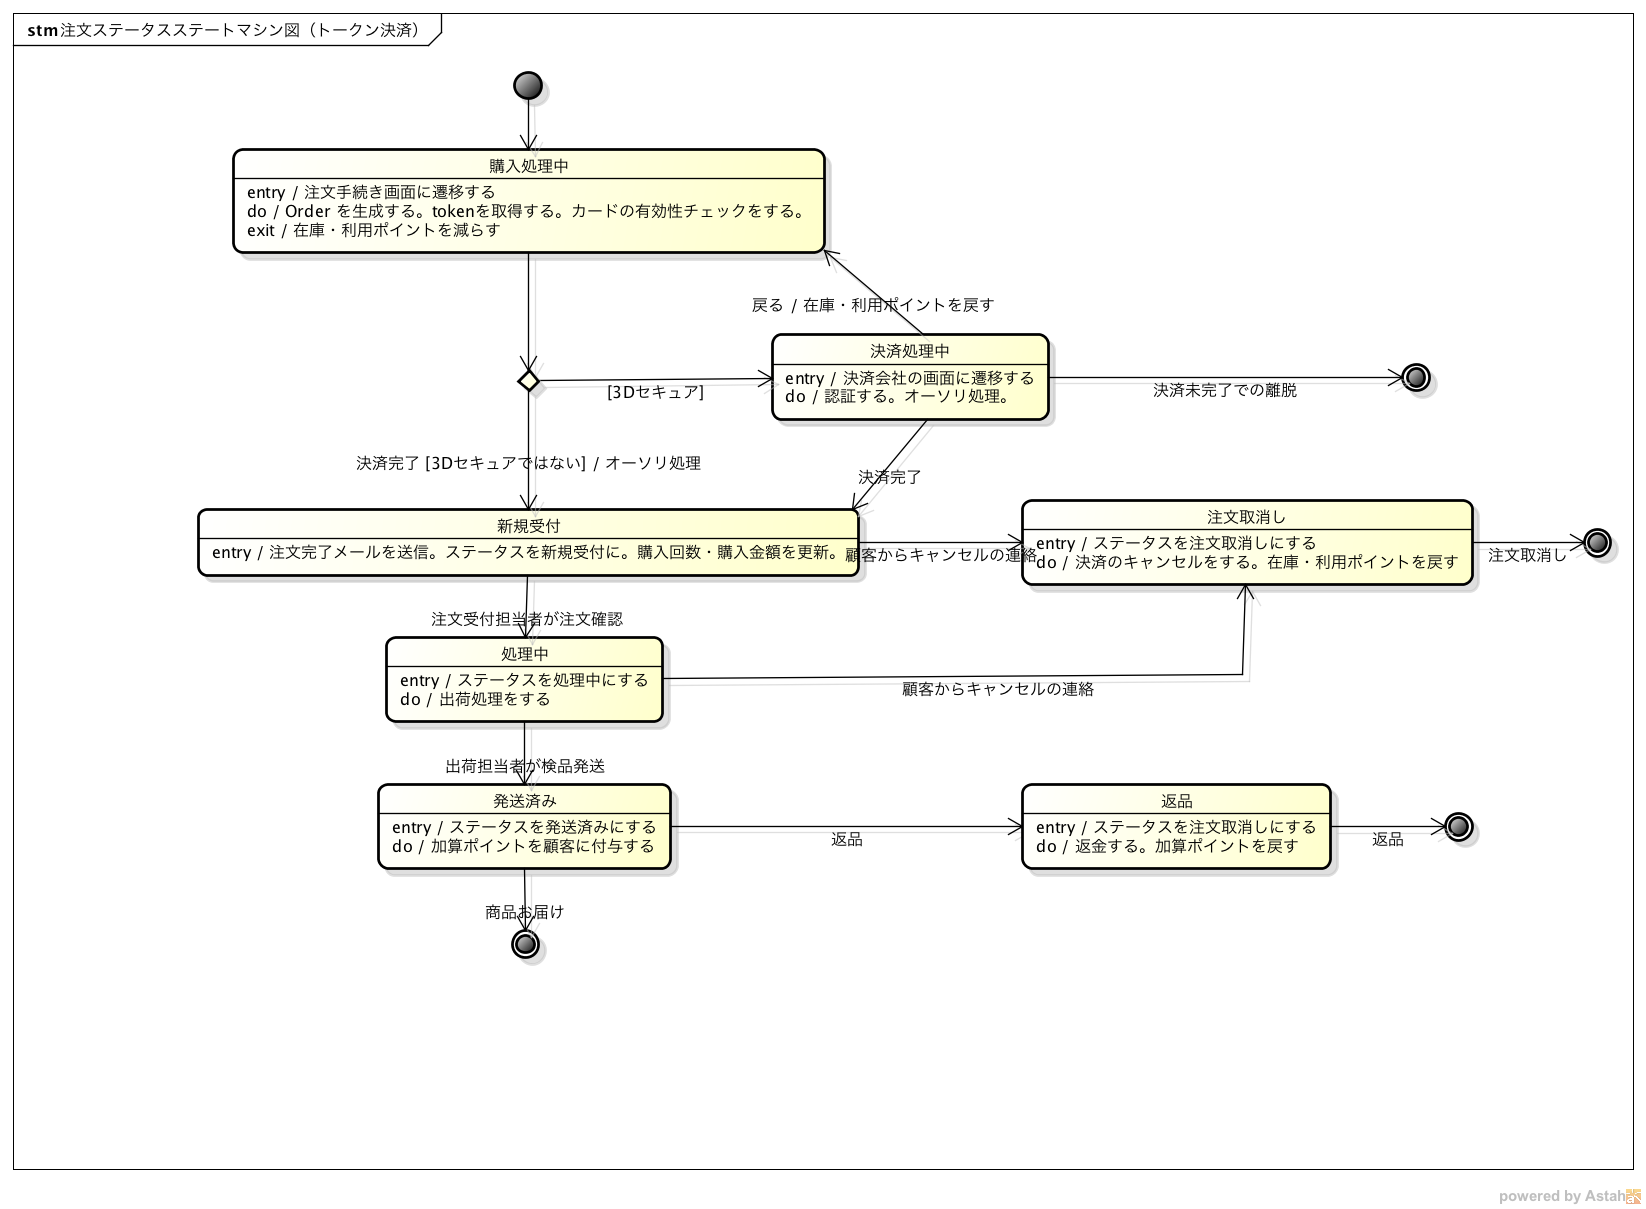 stm 注文ステータスステートマシン図（トークン決済）
購入処理中
entry / 注文手続き画面に遷移する
do / Order を生成する。tokenを取得する。カードの有効性チェックをする。
exit / 在庫・利用ポイントを減らす
戻る / 在庫・利用ポイントを戻す
決済処理中
entry / 決済会社の画面に遷移する
do / 認証する。オーソリ処理。
[3Dセキュア]
決済未完了での離脱
決済完了 [3Dセキュアではない] / オーソリ処理
決済完了
新規受付
entry / 注文完了メールを送信。ステータスを新規受付に。購入回数・購入金額を更新。
顧客からキャンセルの連絡
注文取消し
entry / ステータスを注文取消しにする
do / 決済のキャンセルをする。在庫・利用ポイントを戻す
注文取消し
注文受付担当者が注文確認
処理中
entry / ステータスを処理中にする
do / 出荷処理をする
顧客からキャンセルの連絡
出荷担当者が検品発送
発送済み
entry / ステータスを発送済みにする
do / 加算ポイントを顧客に付与する
返品
返品
entry / ステータスを注文取消しにする
do / 返金する。加算ポイントを戻す
返品
商品お届け
powered by Astah